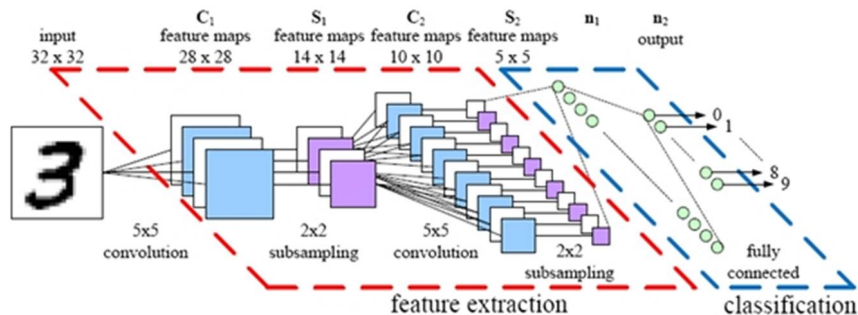 C1
feature maps
28 x 28
S1
feature maps
14 x 14
C2
feature maps
10 x 10
S2
feature maps
5 x 5
n1
n2
output
input
32 x 32
3
0
1
8
9
5x5
convolution
2x2
subsampling
5x5
convolution
2x2
subsampling
fully
connected
feature extraction
classification